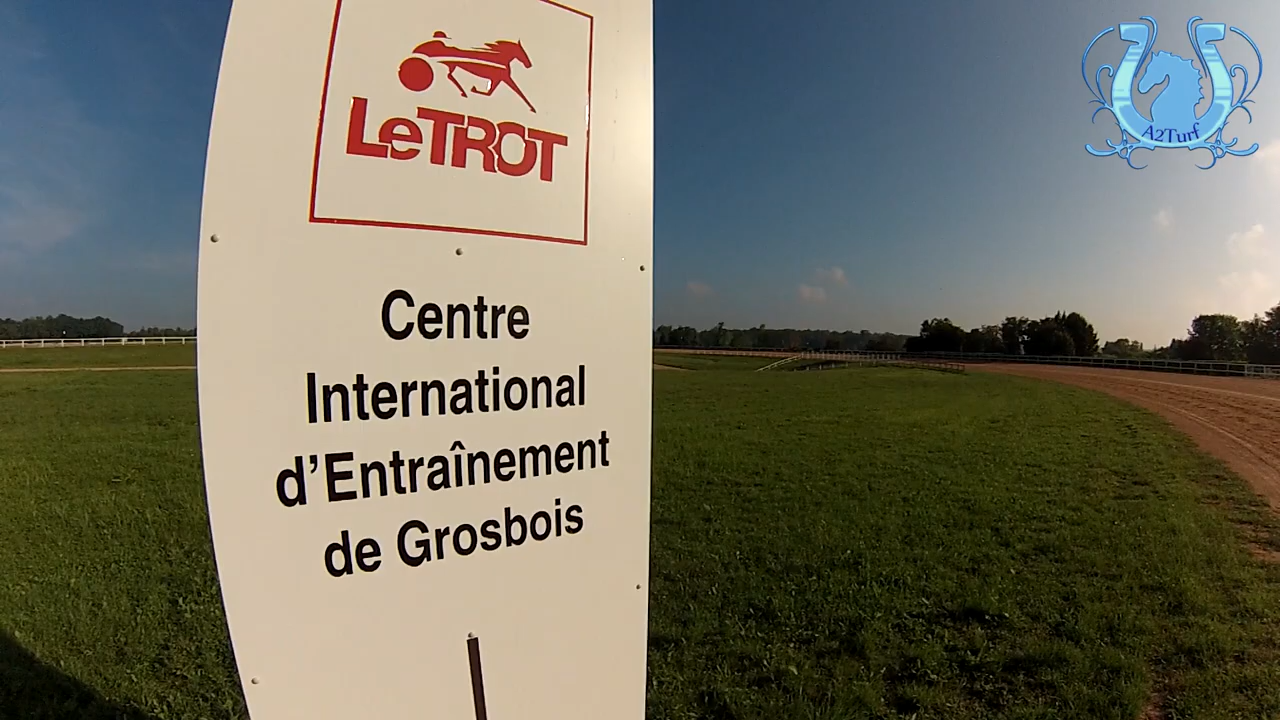 LeTROT
Centre
International
d'Entraînement
de Grosbois
A2Turf